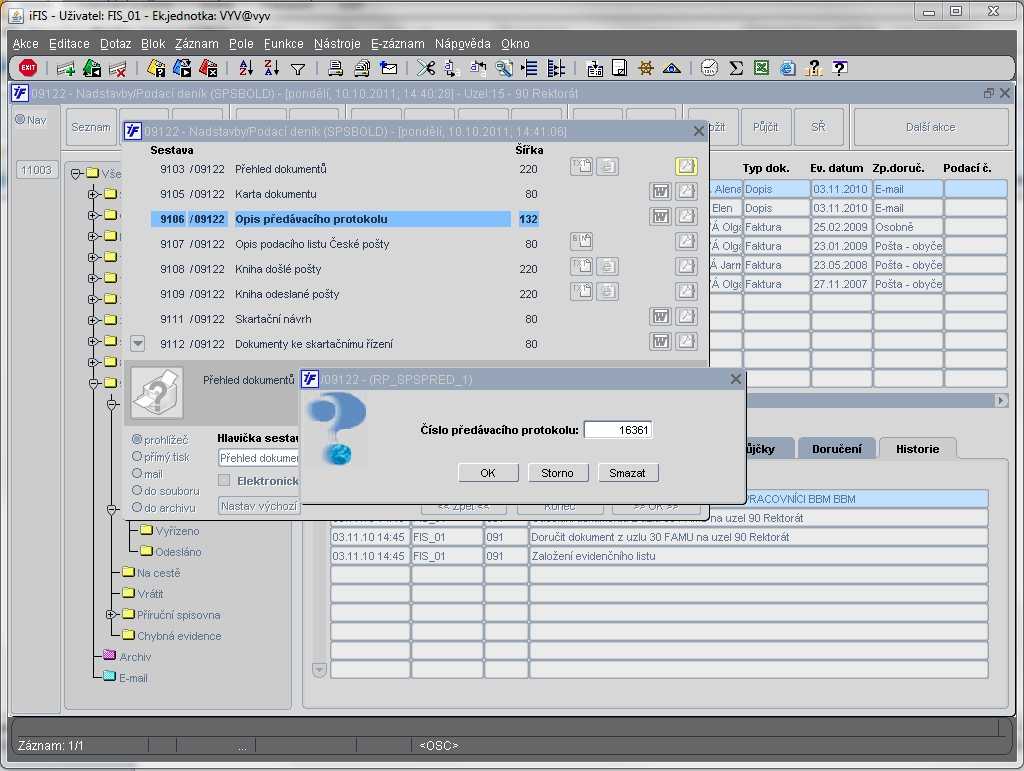 iFIS - Uživatel: FIS_01 - Ek.jednotka: VYV@vyv
Akce Editace Dotaz Blok Záznam Pole Funkce Nástroje E-záznam Nápověda Okno
EXIT
09122 - Nadstavby/Podací deník (SPSBOLD) - [pondělí, 10.10.2011; 14:40:28] - Uzel:15 - 90 Rektorát
Nav
Seznam
Půjčit
SŘ
Další akce
11003
Vše
09122 - Nadstavby/Podací deník (SPSBOLD) - [pondělí, 10.10.2011; 14:41:06]
Sestava Šířka
9103 /09122 Přehled dokumentů 220
9105 /09122 Karta dokumentu 80
9106 /09122 Opis předávacího protokolu 132
9107 /09122 Opis podacího listu České pošty 80
9108 /09122 Kniha došlé pošty 220
9109 /09122 Kniha odeslané pošty 220
9111 /09122 Skartační návrh 80
9112 /09122 Dokumenty ke skartačnímu řízení 80
Typ dok. Ev. datum Zp.doruč. Podací č.
Alena Dopis 03.11.2010 E-mail
Elen Dopis 03.11.2010 E-mail
Á Olga Faktura 25.02.2009 Osobně
Faktura 23.01.2009 Pošta - obyče
Á Jarm Faktura 23.05.2008 Pošta - obyče
Á Olga Faktura 27.11.2007 Pošta - obyče
Přehled dokumentů
prohlížeč
přímý tisk
mail
do souboru
do archivu
Hlavička sestav
Přehled dokumen
Elektronick
Nastav výchozí
<< Zpět << Konec >> OK >>
/09122 - (RP_SPSPRED_1)
Číslo předávacího protokolu: 16361
OK Storno Smazat
ůjčky Doručení Historie
PRACOVNÍCI BBM BBM
na uzel 90 Rektorát
03.11.10 14:45 FIS_01 091 Doručit dokument z uzlu 30 FAMU na uzel 90 Rektorát
03.11.10 14:45 FIS_01 091 Založení evidenčního listu
Vyřízeno
Odesláno
Na cestě
Vrátit
Příruční spisovna
Chybná evidence
Archiv
E-mail
Záznam: 1/1 ... <OSC>